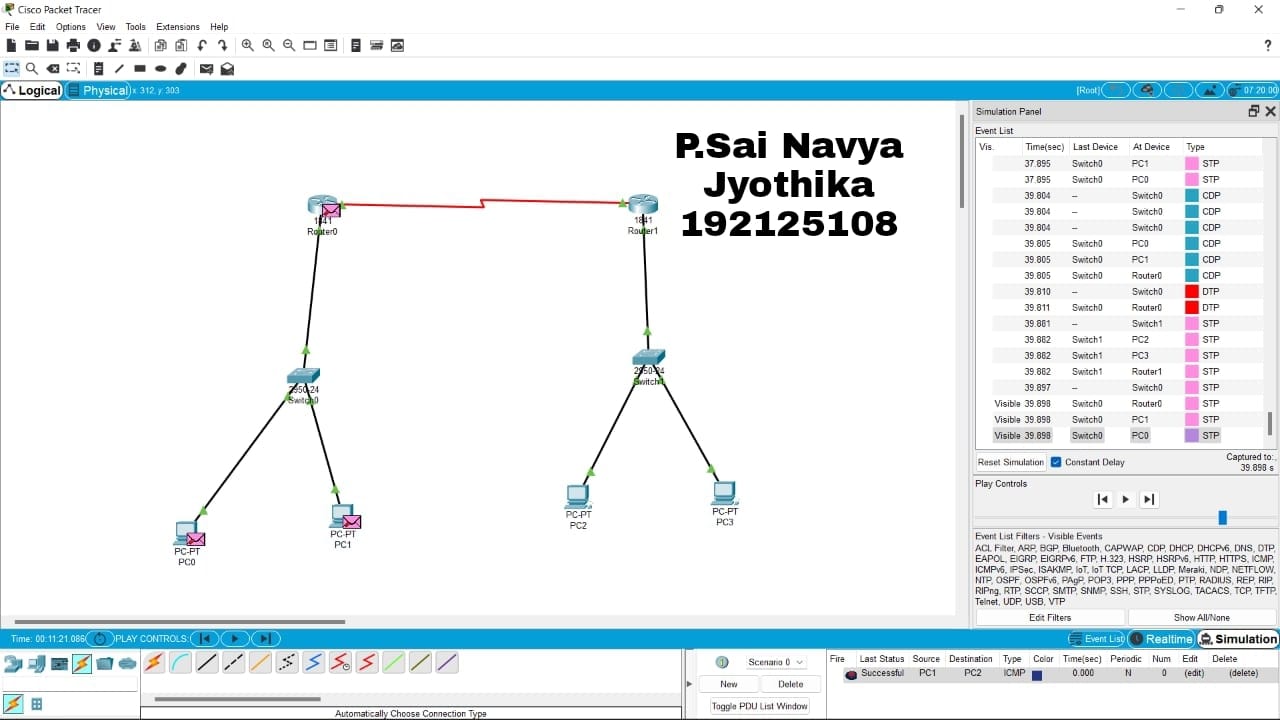 Cisco Packet Tracer
File Edit Options View Tools Extensions Help
?
Logical Physical x: 312, y: 303 [Root] 07:20:00
Simulation Panel
Event List
Vis. Time(sec) Last Device At Device Type
37.895 Switch0 PC1 STP
37.895 Switch0 PC0 STP
39.804 -- Switch0 CDP
39.804 -- Switch0 CDP
39.804 -- Switch0 CDP
39.805 Switch0 PC0 CDP
39.805 Switch0 PC1 CDP
39.805 Switch0 Router0 CDP
39.810 -- Switch0 DTP
39.811 Switch0 Router0 DTP
39.881 -- Switch1 STP
39.882 Switch1 PC2 STP
39.882 Switch1 PC3 STP
39.882 Switch1 Router1 STP
39.897 -- Switch0 STP
Visible 39.898 Switch0 Router0 STP
Visible 39.898 Switch0 PC1 STP
Visible 39.898 Switch0 PC0 STP
Reset Simulation Constant Delay Captured to:
39.898 s
Play Controls
Event List Filters - Visible Events
ACL Filter, ARP, BGP, Bluetooth, CAPWAP, CDP, DHCP, DHCPv6, DNS, DTP,
EAPOL, EIGRP, EIGRPv6, FTP, H.323, HSRP, HSRPv6, HTTP, HTTPS, ICMP,
ICMPv6, IPSec, ISAKMP, IoT, IoT TCP, LACP, LLDP, Meraki, NDP, NETFLOW,
NTP, OSPF, OSPFv6, PAgP, POP3, PPP, PPPoED, PTP, RADIUS, REP, RIP,
RIPng, RTP, SCCP, SMTP, SNMP, SSH, STP, SYSLOG, TACACS, TCP, TFTP,
Telnet, UDP, USB, VTP
Edit Filters Show All/None
P.Sai Navya
Jyothika
192125108
1841
Router0
1841
Router1
2950-24
Switch0
2950-24
Switch1
PC-PT
PC0
PC-PT
PC1
PC-PT
PC2
PC-PT
PC3
Time: 00:11:21.086 PLAY CONTROLS: Event List Realtime Simulation
Automatically Choose Connection Type
Scenario 0
New Delete
Toggle PDU List Window
Fire Last Status Source Destination Type Color Time(sec) Periodic Num Edit Delete
Successful PC1 PC2 ICMP 0.000 N 0 (edit) (delete)